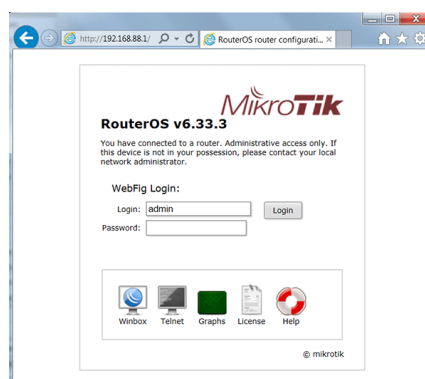 http://192.168.88.1/
RouterOS router configurati...
MikroTik
RouterOS v6.33.3
You have connected to a router. Administrative access only. If
this device is not in your possession, please contact your local
network administrator.
WebFig Login:
Login: admin
Login
Password:
Winbox Telnet Graphs License Help
© mikrotik